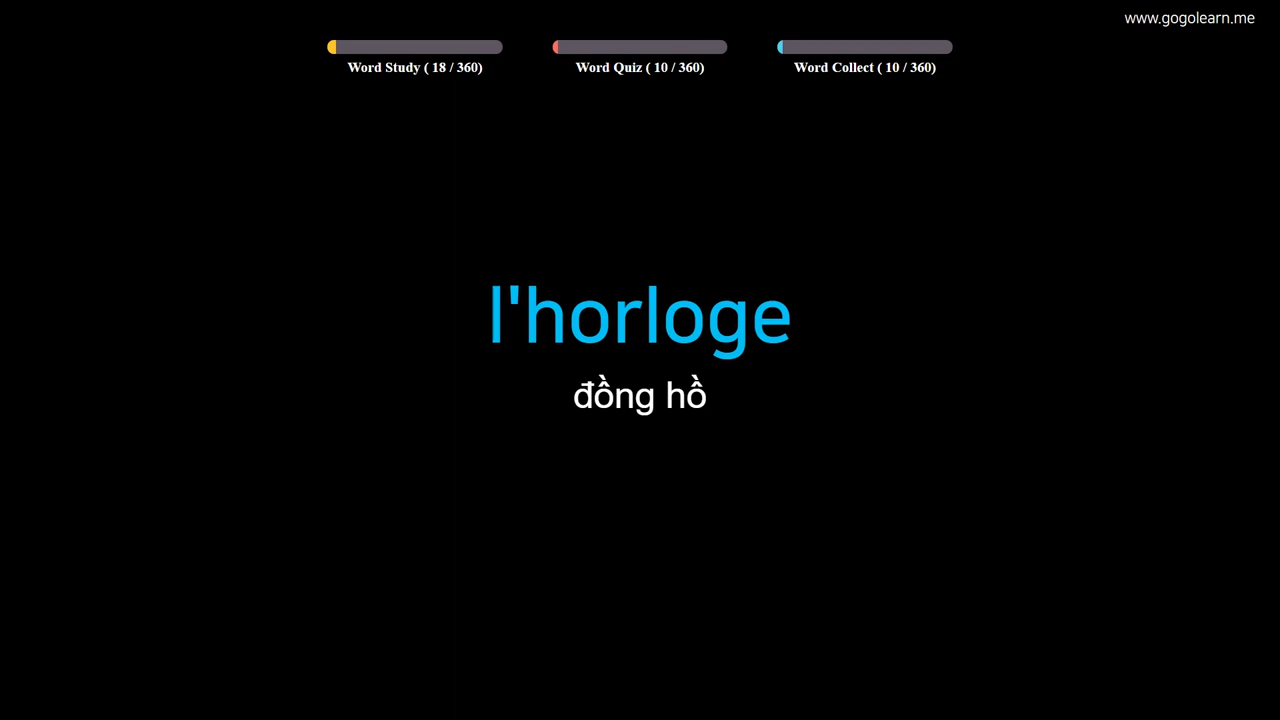 www.gogolearn.me
Word Study ( 18 / 360)
Word Quiz ( 10 / 360)
Word Collect ( 10 / 360)
l'horloge
đồng hồ